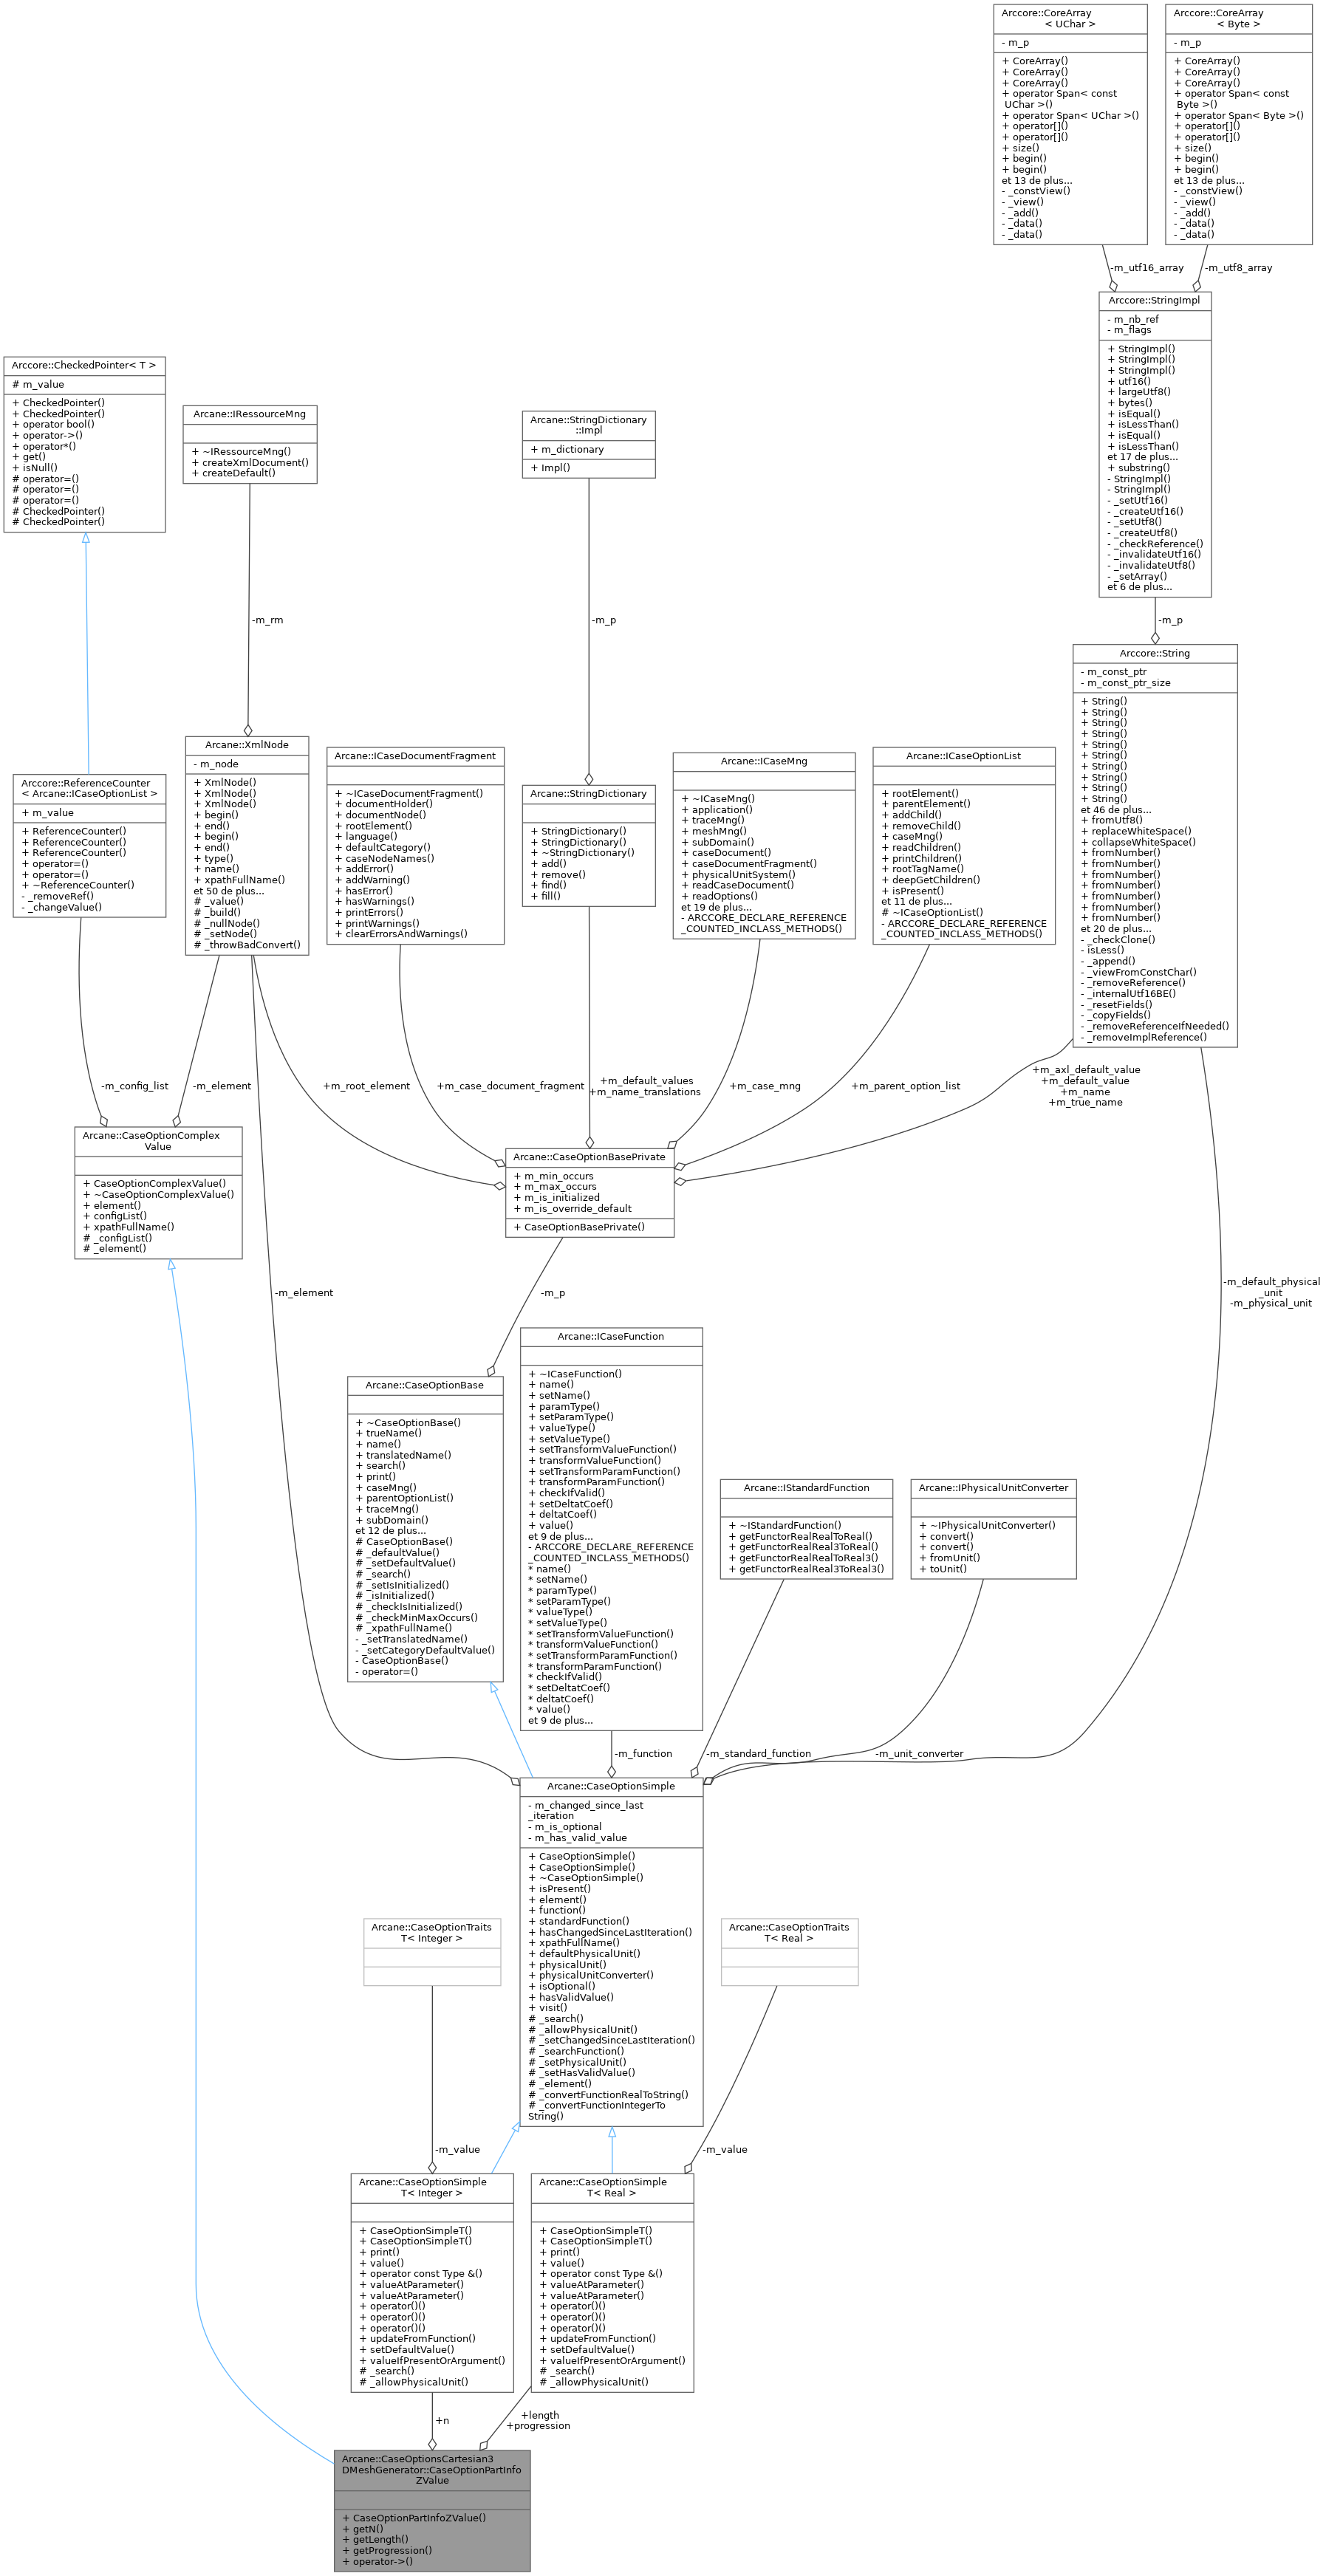 Arccore::CoreArray
< UChar >
- m_p
+ CoreArray()
+ CoreArray()
+ CoreArray()
+ operator Span< const
UChar >()
+ operator Span< UChar >()
+ operator[]()
+ operator[]()
+ size()
+ begin()
+ begin()
et 13 de plus...
- _constView()
- _view()
- _add()
- _data()
- _data()
Arccore::CoreArray
< Byte >
- m_p
+ CoreArray()
+ CoreArray()
+ CoreArray()
+ operator Span< const
Byte >()
+ operator Span< Byte >()
+ operator[]()
+ operator[]()
+ size()
+ begin()
+ begin()
et 13 de plus...
- _constView()
- _view()
- _add()
- _data()
- _data()
-m_utf16_array
-m_utf8_array
Arccore::StringImpl
- m_nb_ref
- m_flags
+ StringImpl()
+ StringImpl()
+ StringImpl()
+ utf16()
+ largeUtf8()
+ bytes()
+ isEqual()
+ isLessThan()
+ isEqual()
+ isLessThan()
et 17 de plus...
+ substring()
- StringImpl()
- StringImpl()
- _setUtf16()
- _createUtf16()
- _setUtf8()
- _createUtf8()
- _checkReference()
- _invalidateUtf16()
- _invalidateUtf8()
- _setArray()
et 6 de plus...
Arccore::CheckedPointer< T >
# m_value
+ CheckedPointer()
+ CheckedPointer()
+ operator bool()
+ operator->()
+ operator*()
+ get()
+ isNull()
# operator=()
# operator=()
# operator=()
# CheckedPointer()
# CheckedPointer()
Arcane::IRessourceMng
+ ~IRessourceMng()
+ createXmlDocument()
+ createDefault()
Arcane::StringDictionary
::Impl
+ m_dictionary
+ Impl()
-m_rm
-m_p
-m_p
Arccore::String
- m_const_ptr
- m_const_ptr_size
+ String()
+ String()
+ String()
+ String()
+ String()
+ String()
+ String()
+ String()
+ String()
+ String()
et 46 de plus...
+ fromUtf8()
+ replaceWhiteSpace()
+ collapseWhiteSpace()
+ fromNumber()
+ fromNumber()
+ fromNumber()
+ fromNumber()
+ fromNumber()
+ fromNumber()
+ fromNumber()
et 20 de plus...
- _checkClone()
- isLess()
- _append()
- _viewFromConstChar()
- _removeReference()
- _internalUtf16BE()
- _resetFields()
- _copyFields()
- _removeReferenceIfNeeded()
- _removeImplReference()
Arccore::ReferenceCounter
< Arcane::ICaseOptionList >
+ m_value
+ ReferenceCounter()
+ ReferenceCounter()
+ ReferenceCounter()
+ operator=()
+ operator=()
+ ~ReferenceCounter()
- _removeRef()
- _changeValue()
Arcane::XmlNode
- m_node
+ XmlNode()
+ XmlNode()
+ XmlNode()
+ begin()
+ end()
+ begin()
+ end()
+ type()
+ name()
+ xpathFullName()
et 50 de plus...
# _value()
# _build()
# _nullNode()
# _setNode()
# _throwBadConvert()
Arcane::ICaseDocumentFragment
+ ~ICaseDocumentFragment()
+ documentHolder()
+ documentNode()
+ rootElement()
+ language()
+ defaultCategory()
+ caseNodeNames()
+ addError()
+ addWarning()
+ hasError()
+ hasWarnings()
+ printErrors()
+ printWarnings()
+ clearErrorsAndWarnings()
Arcane::StringDictionary
+ StringDictionary()
+ StringDictionary()
+ ~StringDictionary()
+ add()
+ remove()
+ find()
+ fill()
Arcane::ICaseMng
+ ~ICaseMng()
+ application()
+ traceMng()
+ meshMng()
+ subDomain()
+ caseDocument()
+ caseDocumentFragment()
+ physicalUnitSystem()
+ readCaseDocument()
+ readOptions()
et 19 de plus...
- ARCCORE_DECLARE_REFERENCE
_COUNTED_INCLASS_METHODS()
Arcane::ICaseOptionList
+ rootElement()
+ parentElement()
+ addChild()
+ removeChild()
+ caseMng()
+ readChildren()
+ printChildren()
+ rootTagName()
+ deepGetChildren()
+ isPresent()
et 11 de plus...
# ~ICaseOptionList()
- ARCCORE_DECLARE_REFERENCE
_COUNTED_INCLASS_METHODS()
-m_config_list
-m_element
+m_root_element
+m_case_document_fragment
+m_default_values
+m_name_translations
+m_case_mng
+m_parent_option_list
+m_axl_default_value
+m_default_value
+m_name
+m_true_name
Arcane::CaseOptionComplex
Value
+ CaseOptionComplexValue()
+ ~CaseOptionComplexValue()
+ element()
+ configList()
+ xpathFullName()
# _configList()
# _element()
Arcane::CaseOptionBasePrivate
+ m_min_occurs
+ m_max_occurs
+ m_is_initialized
+ m_is_override_default
+ CaseOptionBasePrivate()
-m_element
-m_p
-m_default_physical
_unit
-m_physical_unit
Arcane::CaseOptionBase
+ ~CaseOptionBase()
+ trueName()
+ name()
+ translatedName()
+ search()
+ print()
+ caseMng()
+ parentOptionList()
+ traceMng()
+ subDomain()
et 12 de plus...
# CaseOptionBase()
# _defaultValue()
# _setDefaultValue()
# _search()
# _setIsInitialized()
# _isInitialized()
# _checkIsInitialized()
# _checkMinMaxOccurs()
# _xpathFullName()
- _setTranslatedName()
- _setCategoryDefaultValue()
- CaseOptionBase()
- operator=()
Arcane::ICaseFunction
+ ~ICaseFunction()
+ name()
+ setName()
+ paramType()
+ setParamType()
+ valueType()
+ setValueType()
+ setTransformValueFunction()
+ transformValueFunction()
+ setTransformParamFunction()
+ transformParamFunction()
+ checkIfValid()
+ setDeltatCoef()
+ deltatCoef()
+ value()
et 9 de plus...
- ARCCORE_DECLARE_REFERENCE
_COUNTED_INCLASS_METHODS()
* name()
* setName()
* paramType()
* setParamType()
* valueType()
* setValueType()
* setTransformValueFunction()
* transformValueFunction()
* setTransformParamFunction()
* transformParamFunction()
* checkIfValid()
* setDeltatCoef()
* deltatCoef()
* value()
et 9 de plus...
Arcane::IStandardFunction
+ ~IStandardFunction()
+ getFunctorRealRealToReal()
+ getFunctorRealReal3ToReal()
+ getFunctorRealRealToReal3()
+ getFunctorRealReal3ToReal3()
Arcane::IPhysicalUnitConverter
+ ~IPhysicalUnitConverter()
+ convert()
+ convert()
+ fromUnit()
+ toUnit()
-m_function
-m_standard_function
-m_unit_converter
Arcane::CaseOptionSimple
- m_changed_since_last
_iteration
- m_is_optional
- m_has_valid_value
+ CaseOptionSimple()
+ CaseOptionSimple()
+ ~CaseOptionSimple()
+ isPresent()
+ element()
+ function()
+ standardFunction()
+ hasChangedSinceLastIteration()
+ xpathFullName()
+ defaultPhysicalUnit()
+ physicalUnit()
+ physicalUnitConverter()
+ isOptional()
+ hasValidValue()
+ visit()
# _search()
# _allowPhysicalUnit()
# _setChangedSinceLastIteration()
# _searchFunction()
# _setPhysicalUnit()
# _setHasValidValue()
# _element()
# _convertFunctionRealToString()
# _convertFunctionIntegerTo
String()
Arcane::CaseOptionTraits
T< Integer >
Arcane::CaseOptionTraits
T< Real >
-m_value
-m_value
Arcane::CaseOptionSimple
T< Integer >
+ CaseOptionSimpleT()
+ CaseOptionSimpleT()
+ print()
+ value()
+ operator const Type &()
+ valueAtParameter()
+ valueAtParameter()
+ operator()()
+ operator()()
+ operator()()
+ updateFromFunction()
+ setDefaultValue()
+ valueIfPresentOrArgument()
# _search()
# _allowPhysicalUnit()
Arcane::CaseOptionSimple
T< Real >
+ CaseOptionSimpleT()
+ CaseOptionSimpleT()
+ print()
+ value()
+ operator const Type &()
+ valueAtParameter()
+ valueAtParameter()
+ operator()()
+ operator()()
+ operator()()
+ updateFromFunction()
+ setDefaultValue()
+ valueIfPresentOrArgument()
# _search()
# _allowPhysicalUnit()
+n
+length
+progression
Arcane::CaseOptionsCartesian3
DMeshGenerator::CaseOptionPartInfo
ZValue
+ CaseOptionPartInfoZValue()
+ getN()
+ getLength()
+ getProgression()
+ operator->()